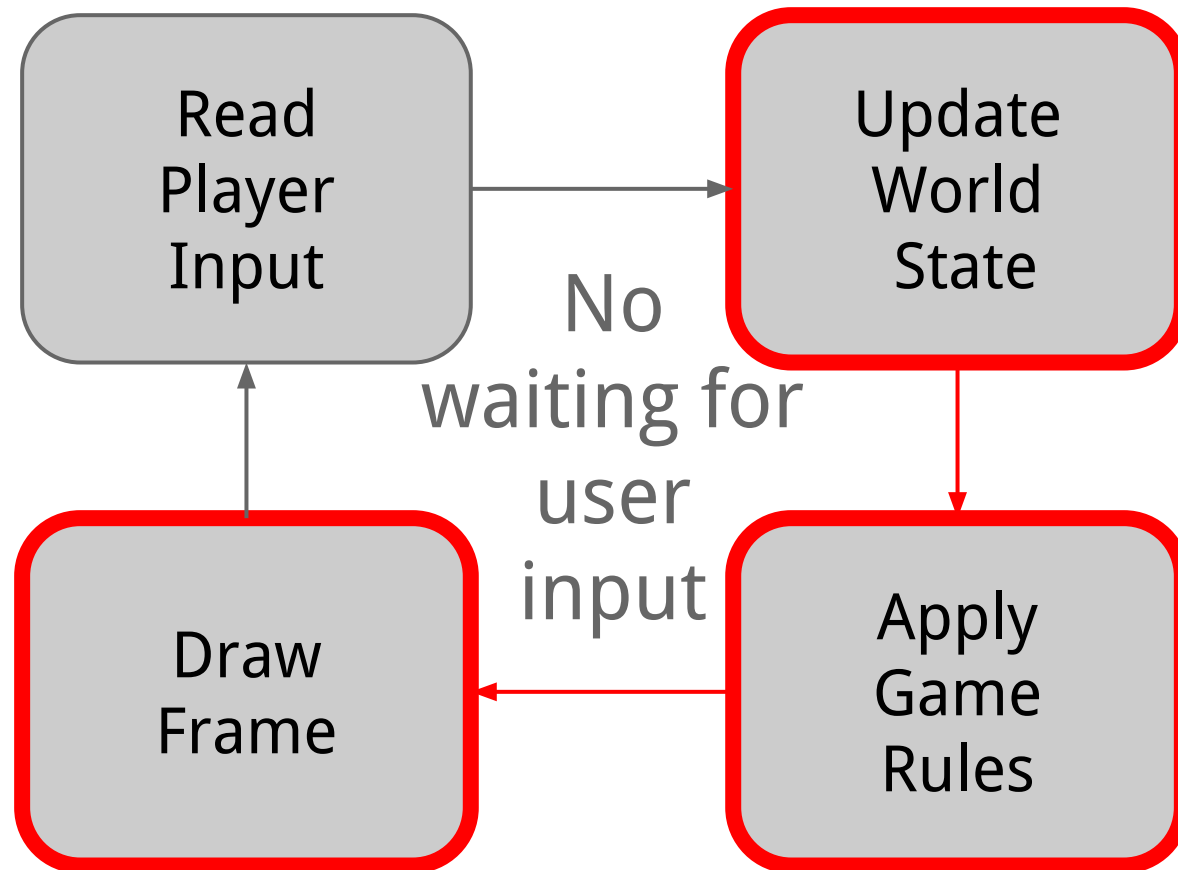 Read
Player
Input
Update
World
State
No
waiting for
user
input
Draw
Frame
Apply
Game
Rules